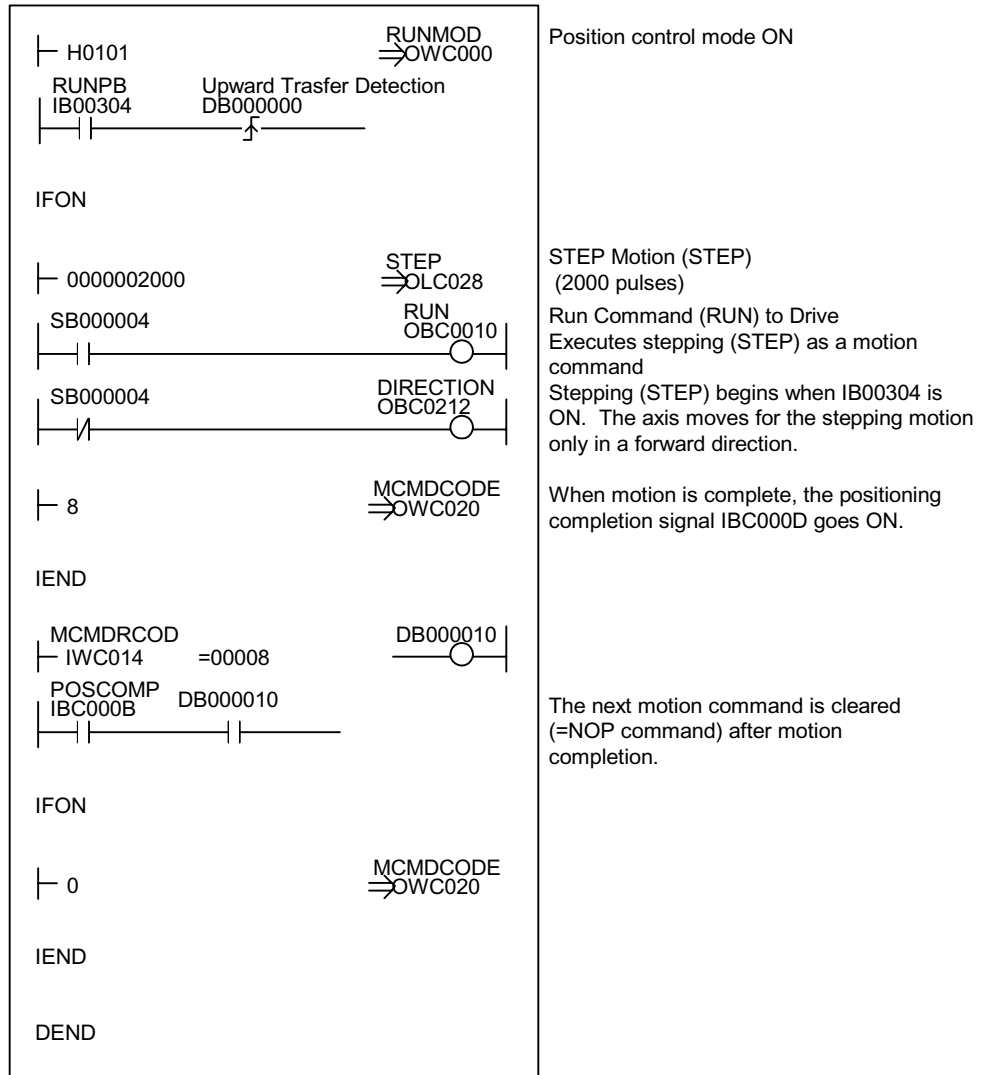 RUNMOD
H0101 OWC000
Position control mode ON
RUNPB Upward Trasfer Detection
IB00304 DB000000
IFON
STEP
0000002000 OLC028
STEP Motion (STEP)
(2000 pulses)
SB000004 RUN
OBC0010
Run Command (RUN) to Drive
Executes stepping (STEP) as a motion
command
SB000004 DIRECTION
OBC0212
Stepping (STEP) begins when IB00304 is
ON. The axis moves for the stepping motion
only in a forward direction.
MCMDCODE
8 OWC020
When motion is complete, the positioning
completion signal IBC000D goes ON.
IEND
MCMDRCOD DB000010
IWC014 =00008
POSCOMP
IBC000B DB000010
The next motion command is cleared
(=NOP command) after motion
completion.
IFON
MCMDCODE
0 OWC020
IEND
DEND